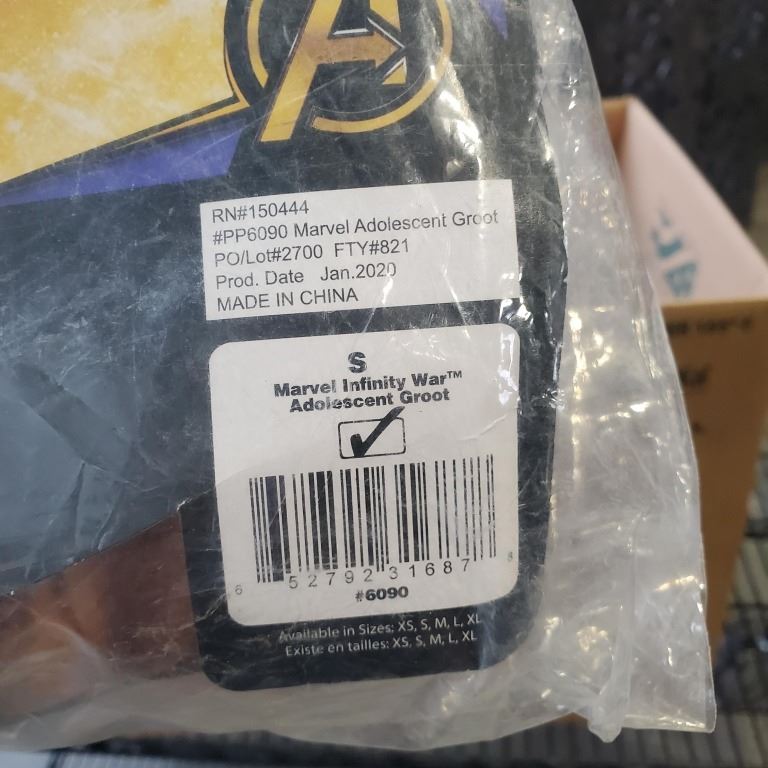 RN#150444
#PP6090 Marvel Adolescent Groot
PO/Lot#2700 FTY#821
Prod. Date Jan.2020
MADE IN CHINA
S
Marvel Infinity War™
Adolescent Groot
6 52792 31687 8
#6090
Available in Sizes: XS, S, M, L, XL
Existe en tailles: XS, S, M, L, XL